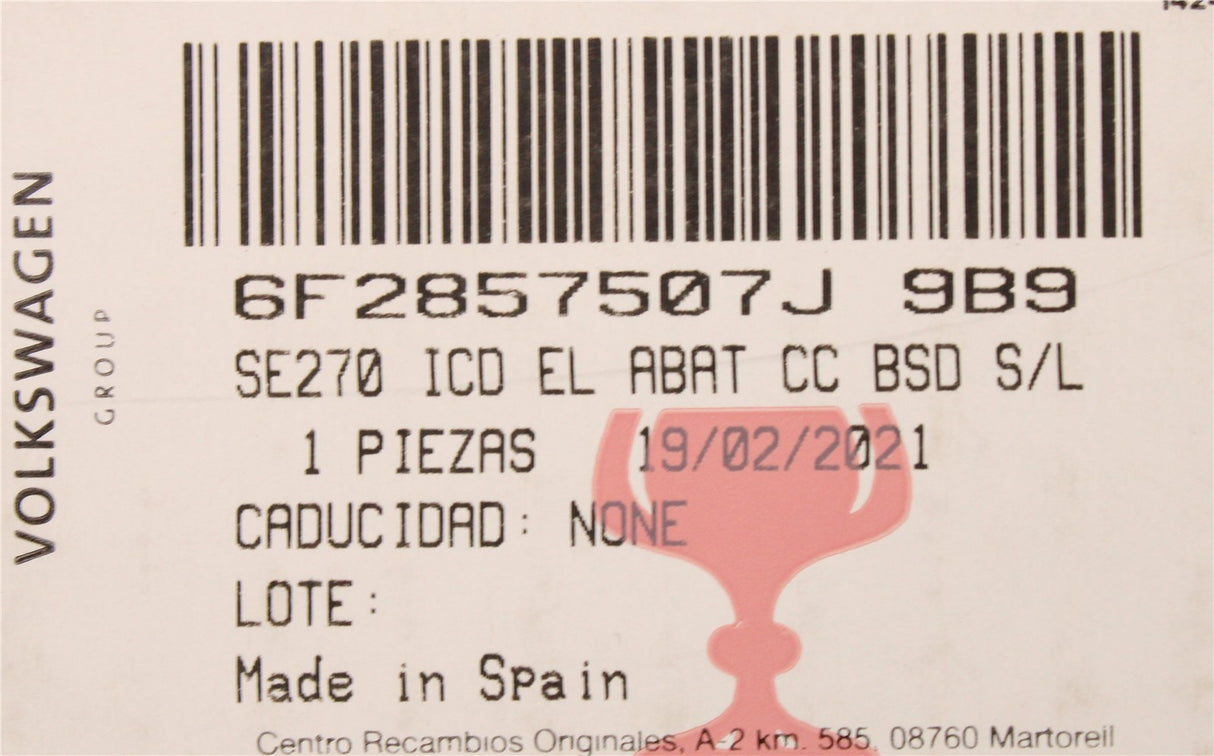 VOLKSWAGEN
GROUP
6F2857507J 9B9
SE270 ICD EL ABAT CC BSD S/L
1 PIEZAS 19/02/2021
CADUCIDAD: NONE
LOTE:
Made in Spain
Centro Recambios Originales, A-2 km. 585, 08760 Martorell